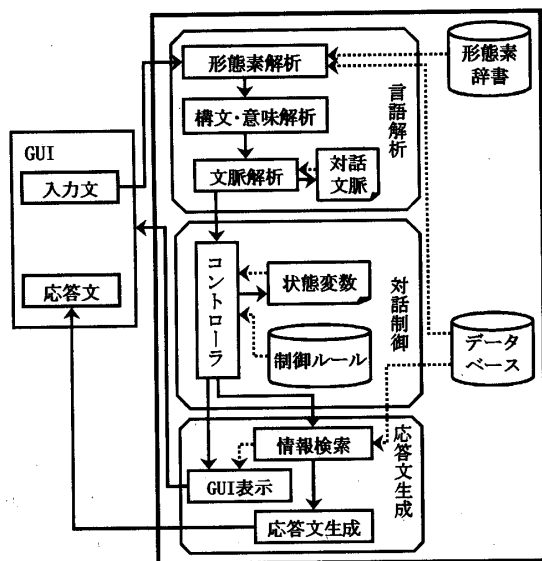 形態素解析
形態素
辞書
構文・意味解析
言語解析
GUI
入力文
文脈解析
対話
文脈
コントローラ
状態変数
対話制御
応答文
制御ルール
データ
ベース
情報検索
応答文生成
GUI表示
応答文生成